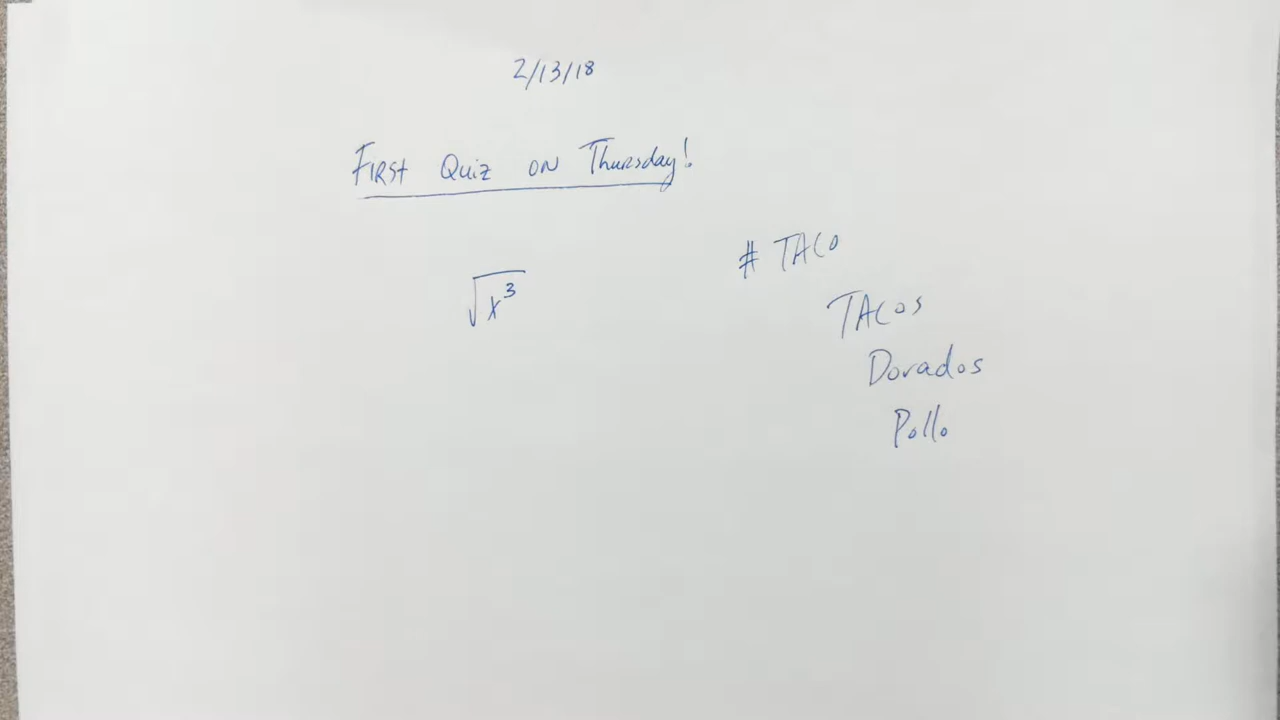 2/13/18
First Quiz on Thursday!
# TACO
√x³
TACOS
Dorados
Pollo